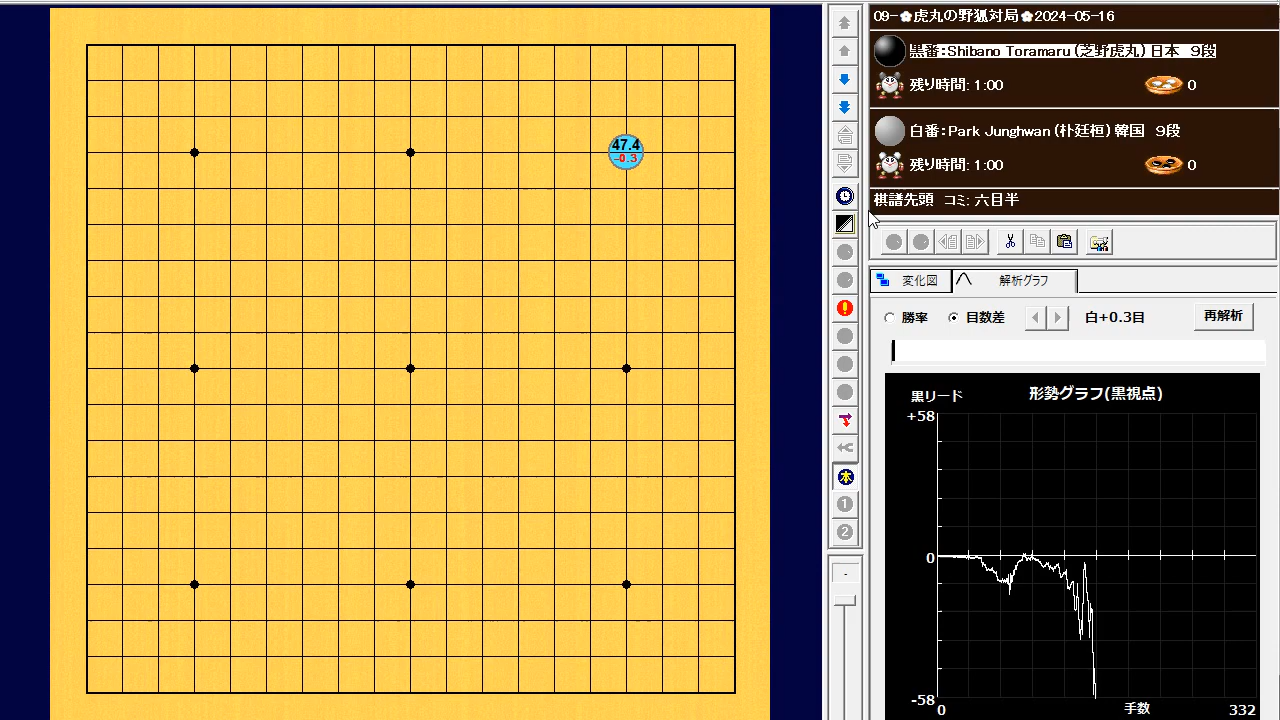 09-🌸虎丸の野狐対局🌸2024-05-16
黒番:Shibano Toramaru (芝野虎丸) 日本 9段
残り時間: 1:00 0
白番:Park Junghwan (朴廷桓) 韓国 9段
残り時間: 1:00 0
棋譜先頭 コミ: 六目半
47.4
-0.3
変化図 解析グラフ
勝率 目数差 白+0.3目 再解析
1
2
-
黒リード 形勢グラフ(黒視点)
+58
0
-58
0 手数 332